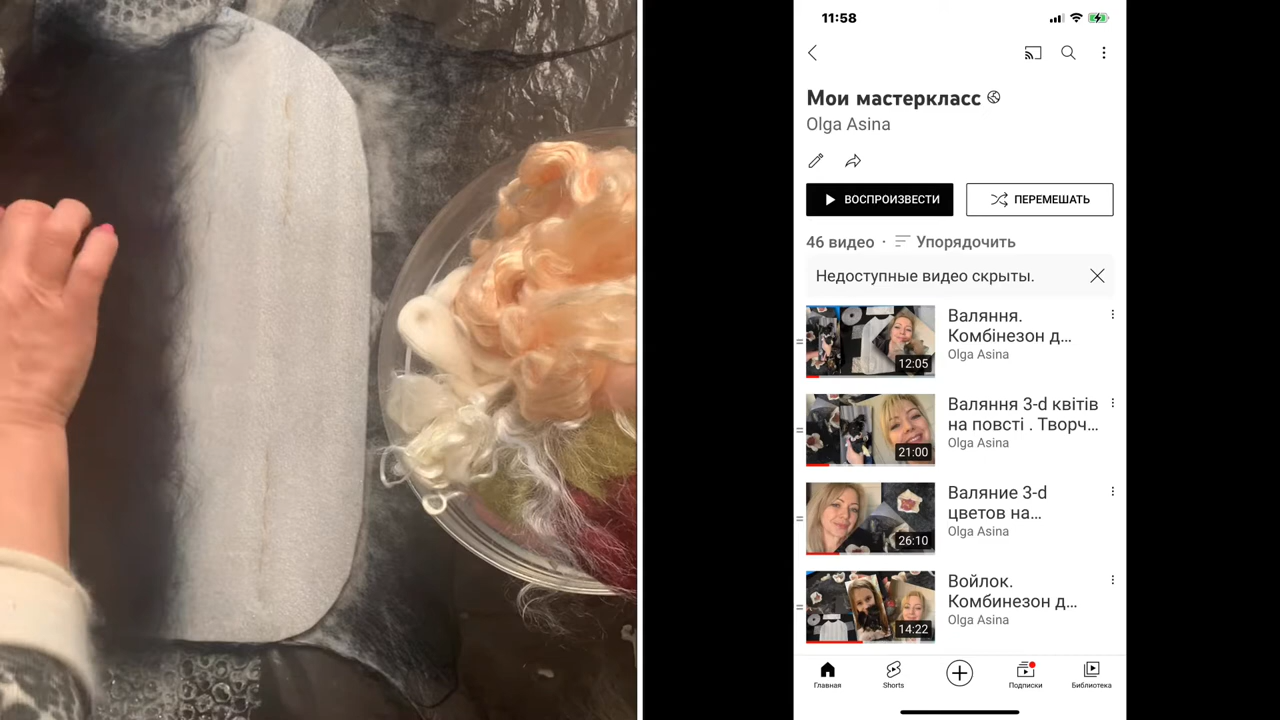 11:58
Мои мастеркласс
Olga Asina
ВОСПРОИЗВЕСТИ
ПЕРЕМЕШАТЬ
46 видео · Упорядочить
Недоступные видео скрыты.
Валяння.
Комбінезон д...
Olga Asina
12:05
Валяння 3-d квітів
на повсті . Творч...
Olga Asina
21:00
Валяние 3-d
цветов на...
Olga Asina
26:10
Войлок.
Комбинезон д...
Olga Asina
14:22
Главная
Shorts
Подписки
Библиотека